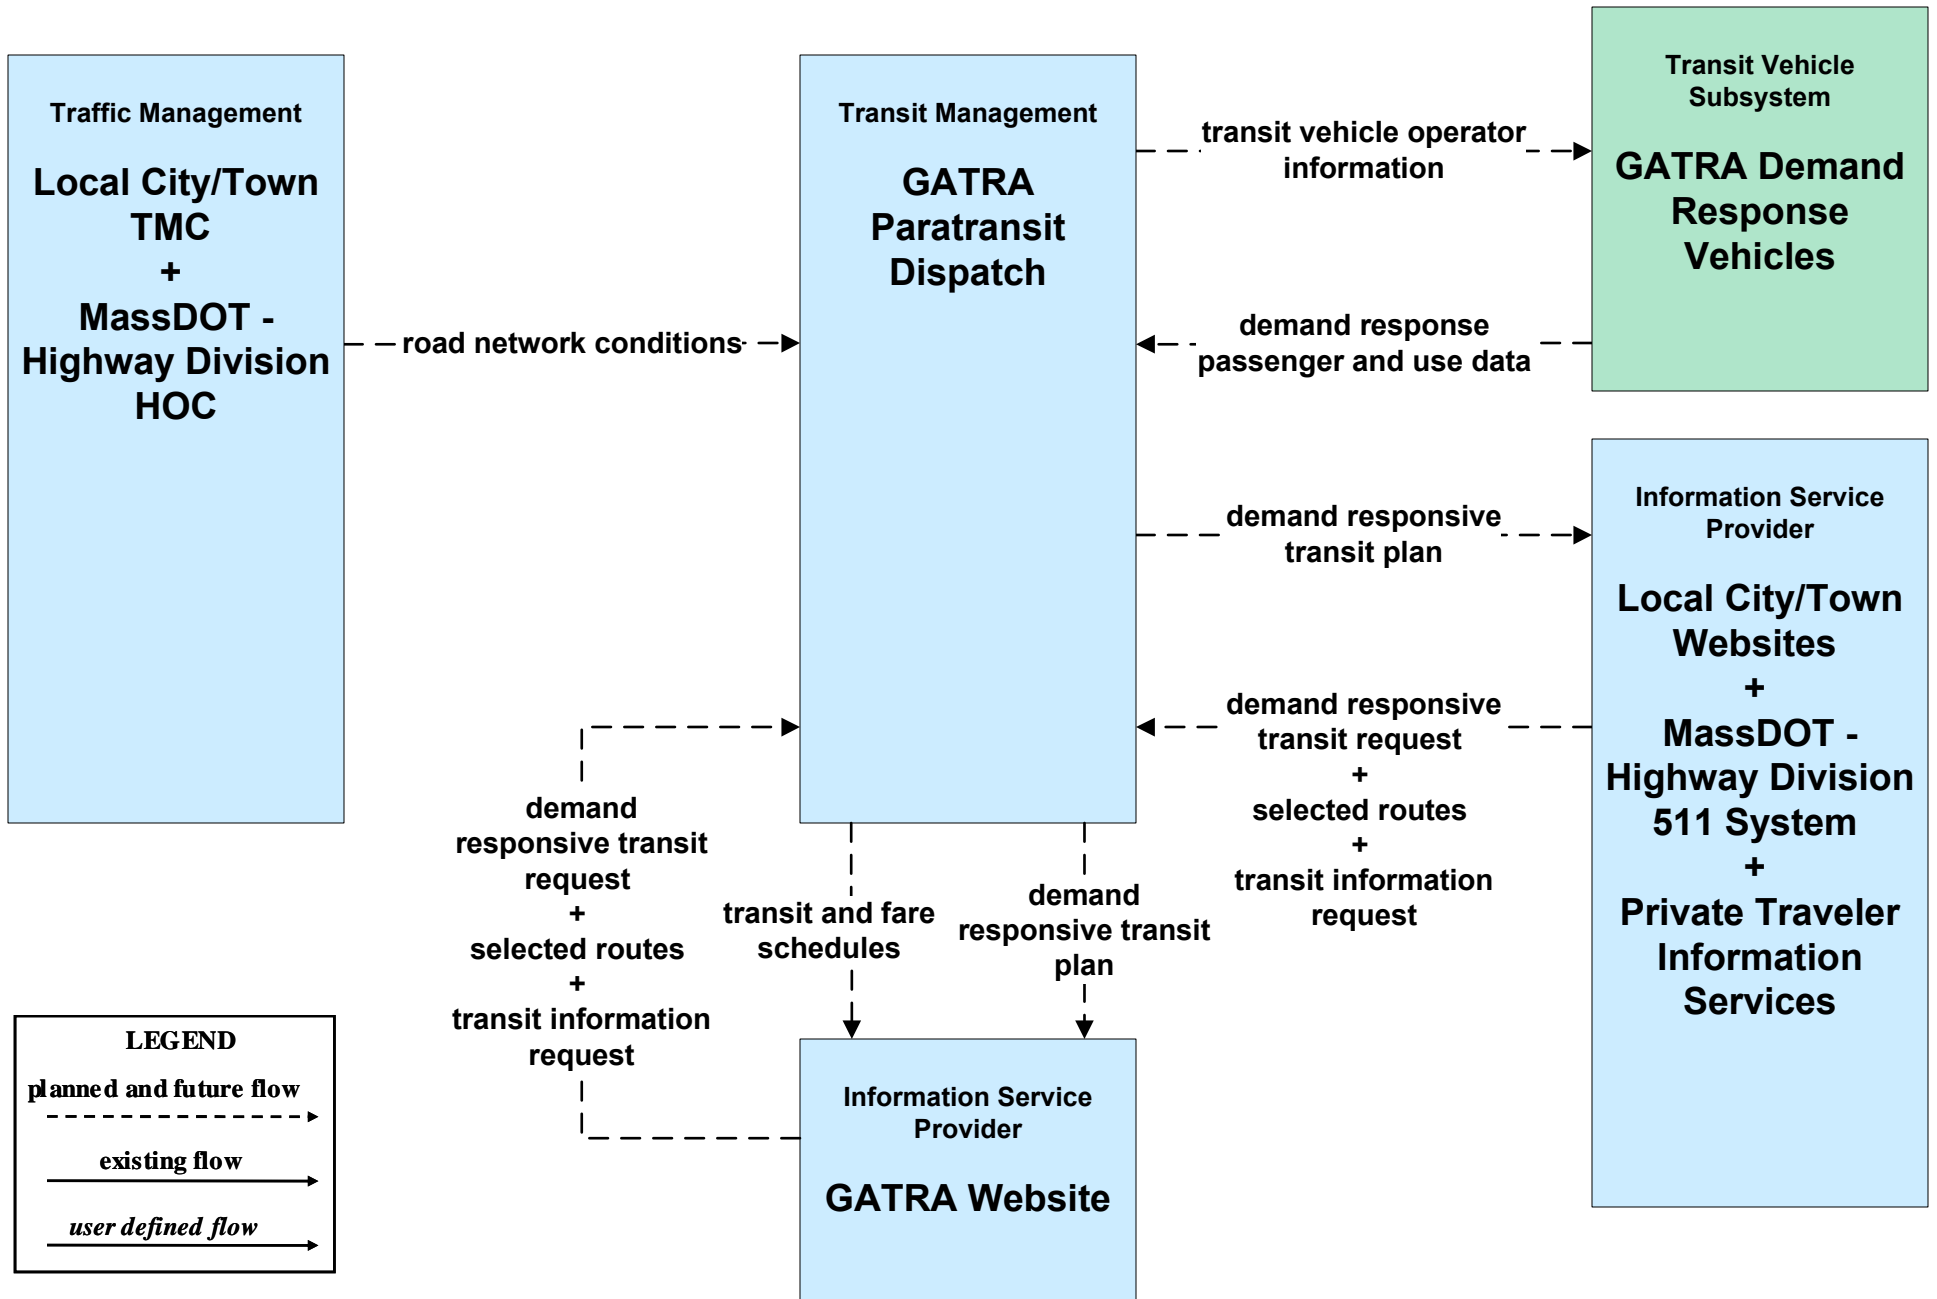 Traffic Management
Local City/Town
TMC
+
MassDOT -
Highway Division
HOC
road network conditions
Transit Management
GATRA
Paratransit
Dispatch
transit vehicle operator
information
demand response
passenger and use data
Transit Vehicle
Subsystem
GATRA Demand
Response
Vehicles
demand responsive
transit plan
demand responsive
transit request
+
selected routes
+
transit information
request
Information Service
Provider
Local City/Town
Websites
+
MassDOT -
Highway Division
511 System
+
Private Traveler
Information
Services
demand
responsive transit
request
+
selected routes
+
transit information
request
transit and fare
schedules
demand
responsive transit
plan
Information Service
Provider
GATRA Website
LEGEND
planned and future flow
existing flow
user defined flow